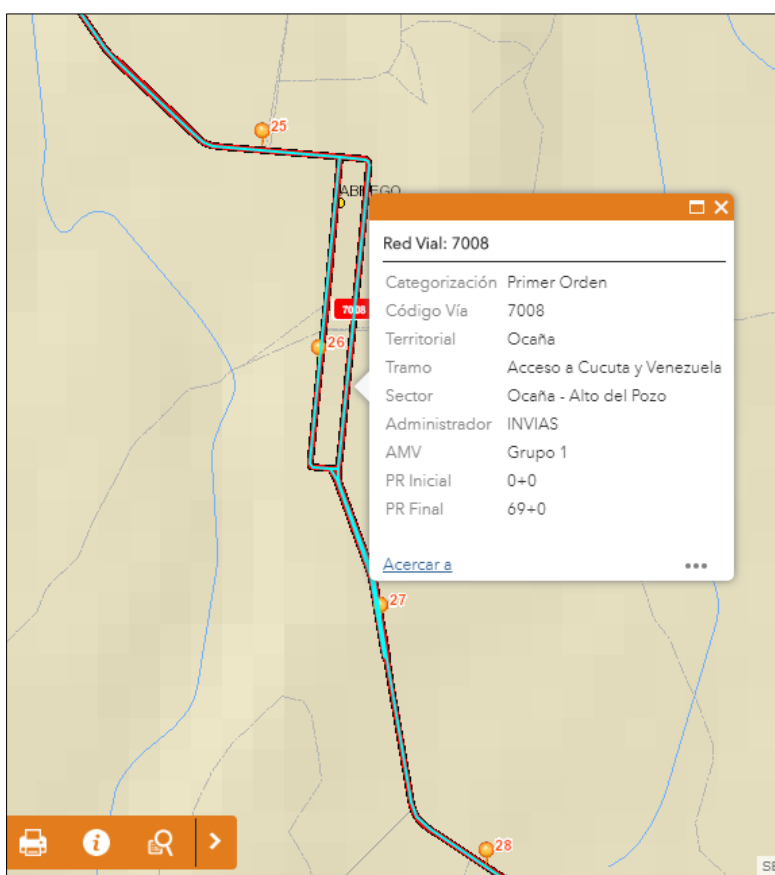 25
ABREGO
Red Vial: 7008
Categorización Primer Orden
Código Vía 7008
7008
Territorial Ocaña
26
Tramo Acceso a Cucuta y Venezuela
Sector Ocaña - Alto del Pozo
Administrador INVIAS
AMV Grupo 1
PR Inicial 0+0
PR Final 69+0
Acercar a
27
28